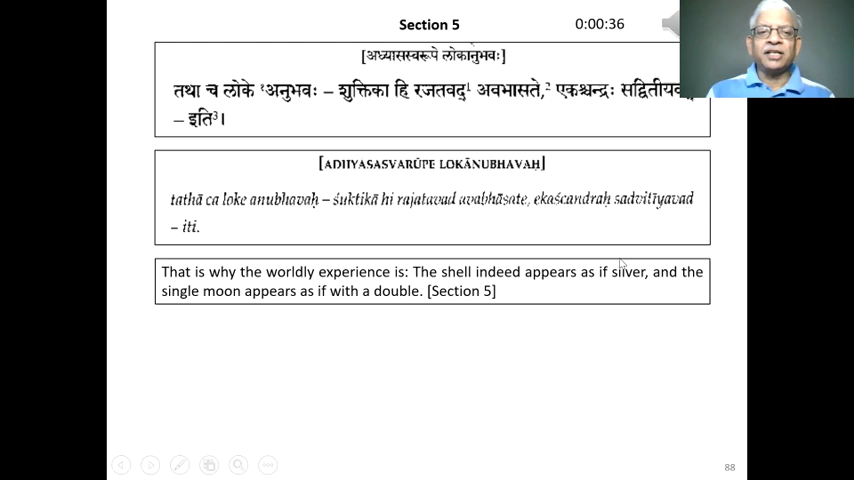 Section 5
0:00:36
[अध्यासस्वरूपे लोकानुभवः]
तथा च लोके ¹अनुभवः – शुक्तिका हि रजतवद्¹ अवभासते,² एकश्चन्द्रः
– इति³।
[ADHYASASVARŪPE LOKĀNUBHAVAḤ]
tathā ca loke anubhavaḥ – śuktikā hi rajatavad avabhāsate, ekaścandraḥ sadvitīyavad
– iti.
That is why the worldly experience is: The shell indeed appears as if silver, and the
single moon appears as if with a double. [Section 5]
88